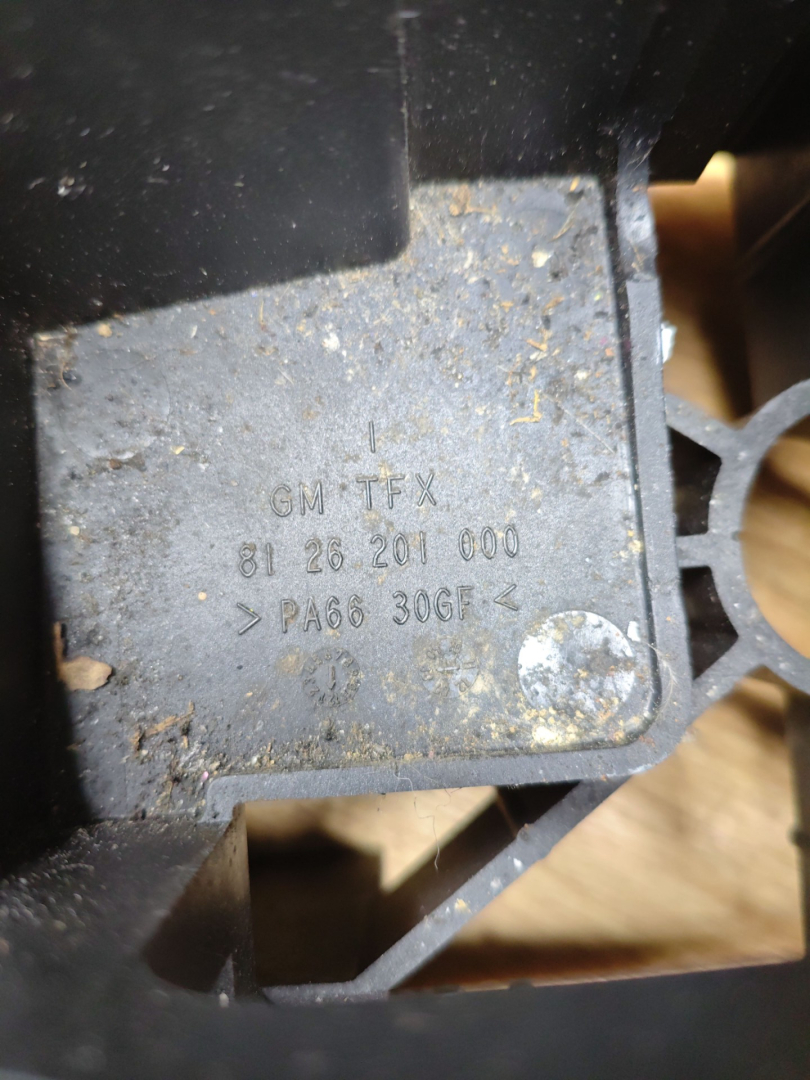 I
GM TFX
81 26 201 000
> PA66 30GF <